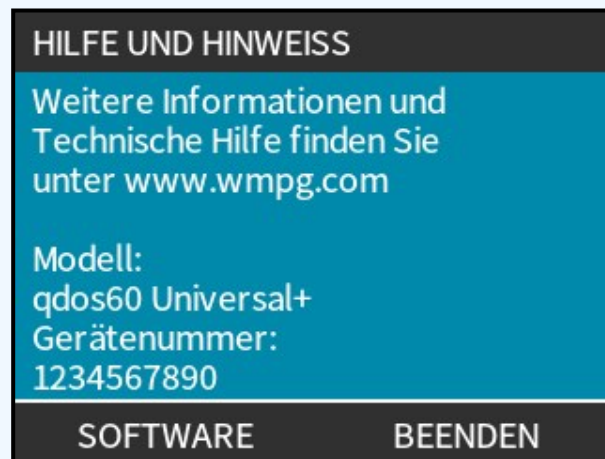 HILFE UND HINWEISS
Weitere Informationen und
Technische Hilfe finden Sie
unter www.wmpg.com
Modell:
qdos60 Universal+
Gerätenummer:
1234567890
SOFTWARE BEENDEN